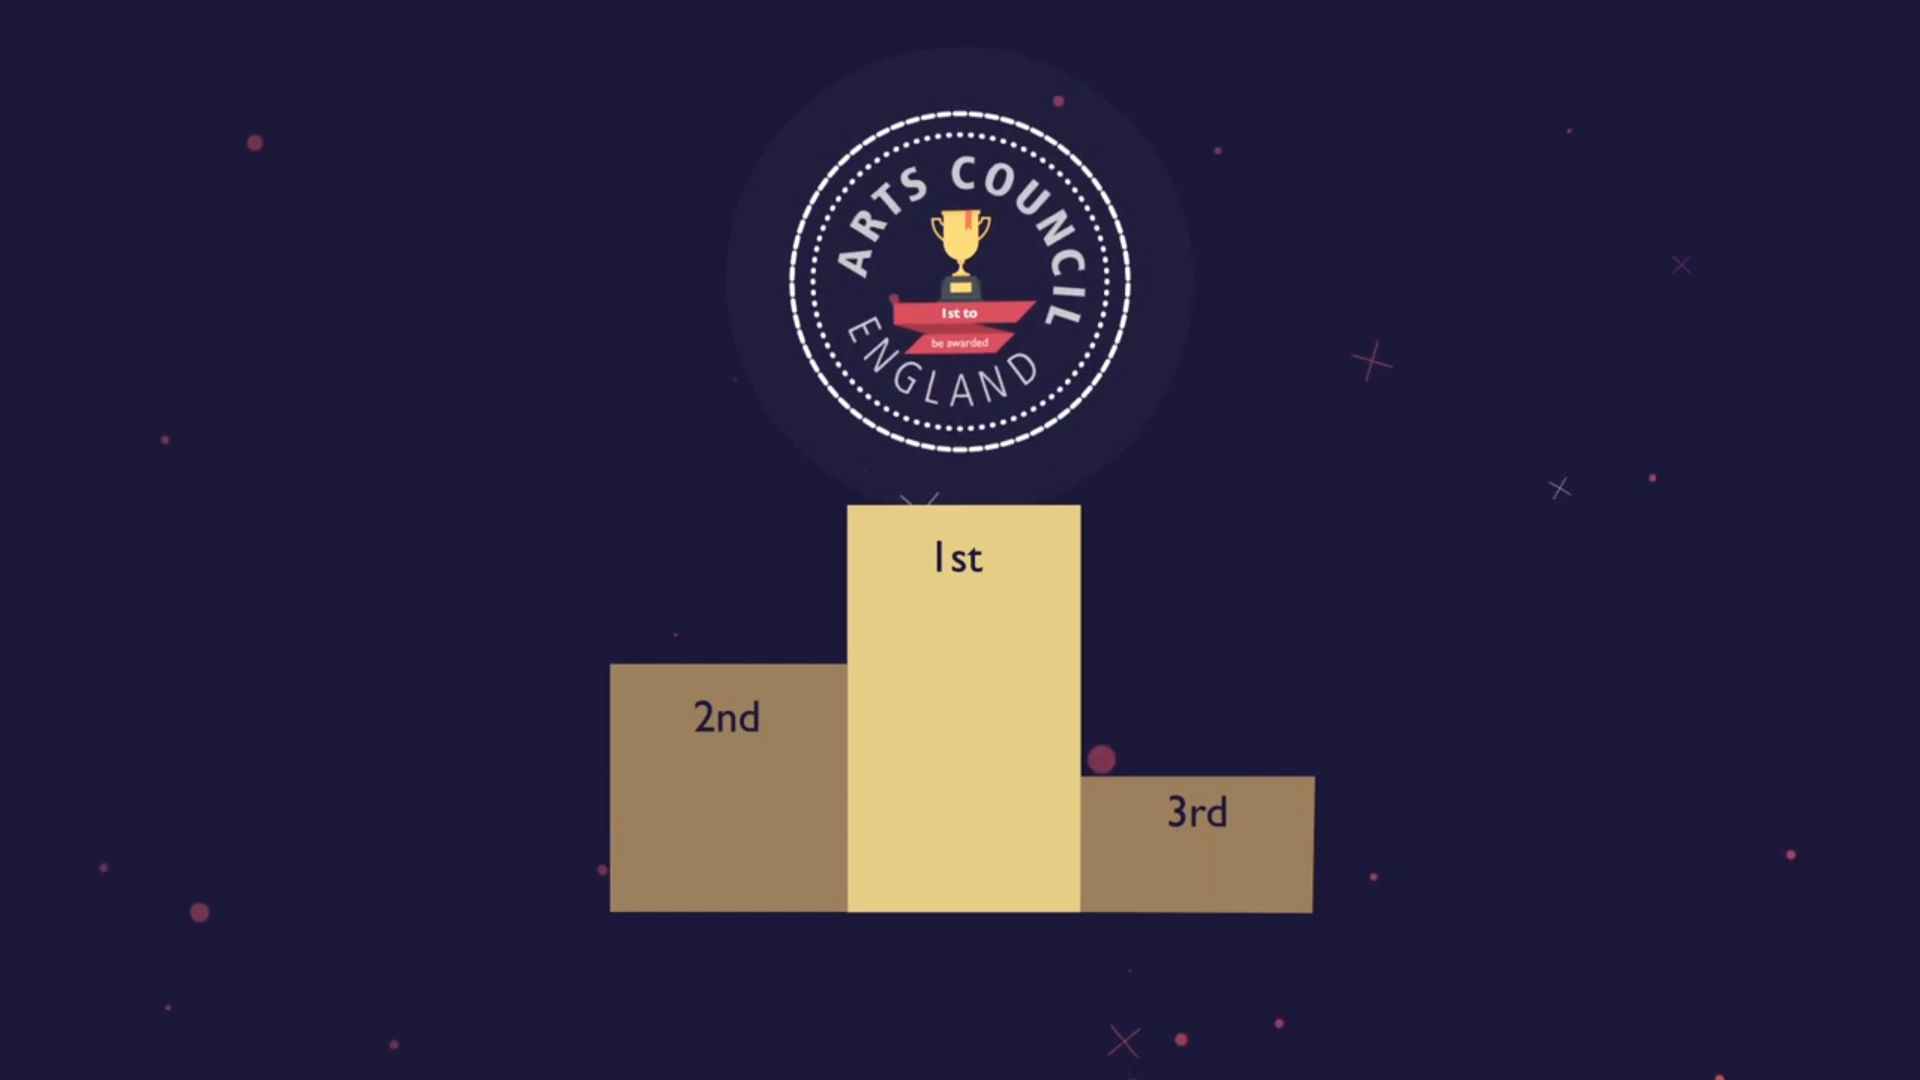 ARTS COUNCIL
1st to
be awarded
ENGLAND
1st
2nd
3rd